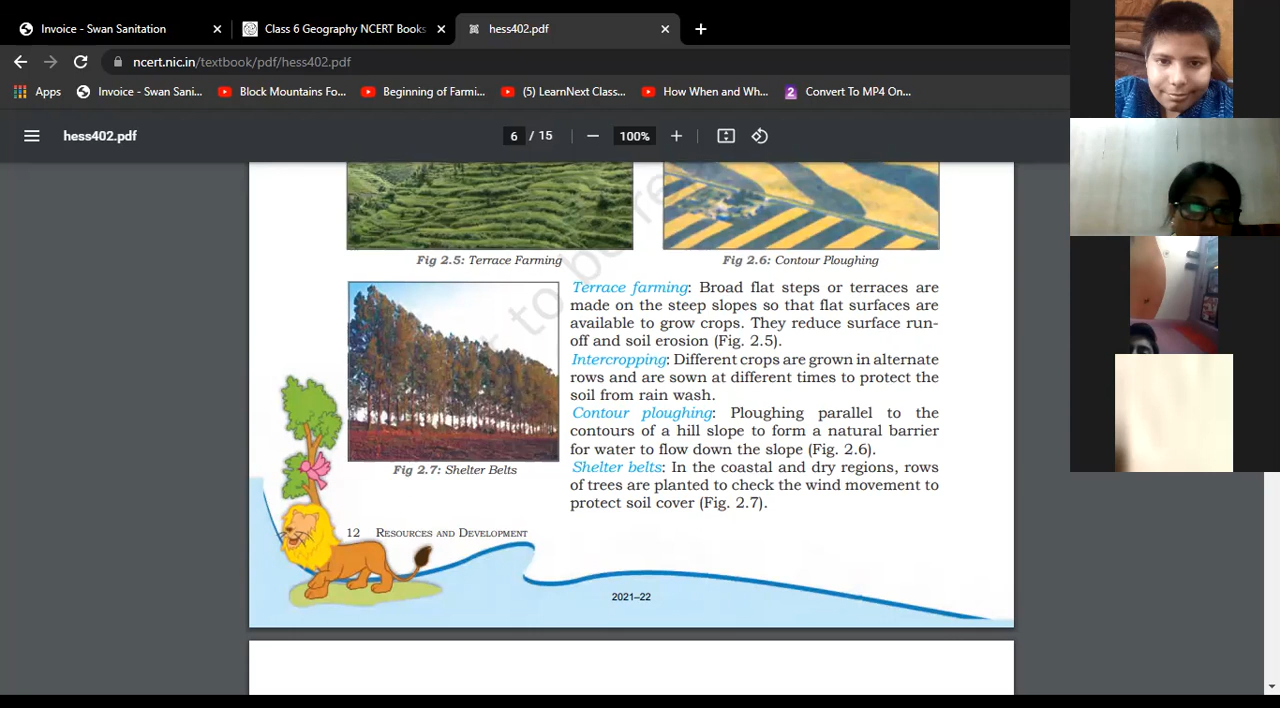 Invoice - Swan Sanitation
Class 6 Geography NCERT Books
hess402.pdf
ncert.nic.in/textbook/pdf/hess402.pdf
Apps
Invoice - Swan Sani...
Block Mountains Fo...
Beginning of Farmi...
(5) LearnNext Class...
How When and Wh...
Convert To MP4 On...
hess402.pdf
6 / 15
100%
Fig 2.5: Terrace Farming
Fig 2.6: Contour Ploughing
Terrace farming: Broad flat steps or terraces are
made on the steep slopes so that flat surfaces are
available to grow crops. They reduce surface run-
off and soil erosion (Fig. 2.5).
Intercropping: Different crops are grown in alternate
rows and are sown at different times to protect the
soil from rain wash.
Contour ploughing: Ploughing parallel to the
contours of a hill slope to form a natural barrier
for water to flow down the slope (Fig. 2.6).
Shelter belts: In the coastal and dry regions, rows
of trees are planted to check the wind movement to
protect soil cover (Fig. 2.7).
Fig 2.7: Shelter Belts
12 Resources and Development
2021–22